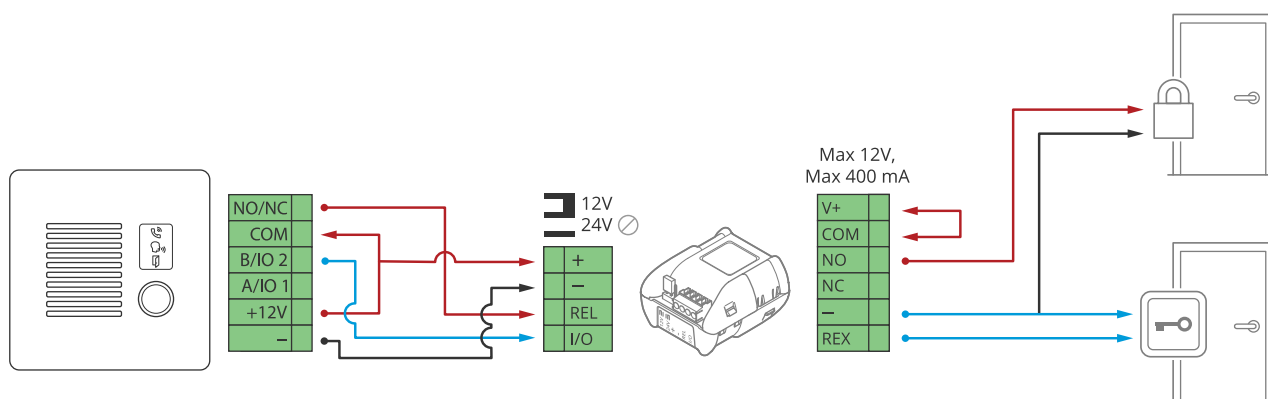 NO/NC
COM
B/IO 2
A/IO 1
+12V
−
12V
24V
+
−
REL
I/O
Max 12V,
Max 400 mA
V+
COM
NO
NC
−
REX